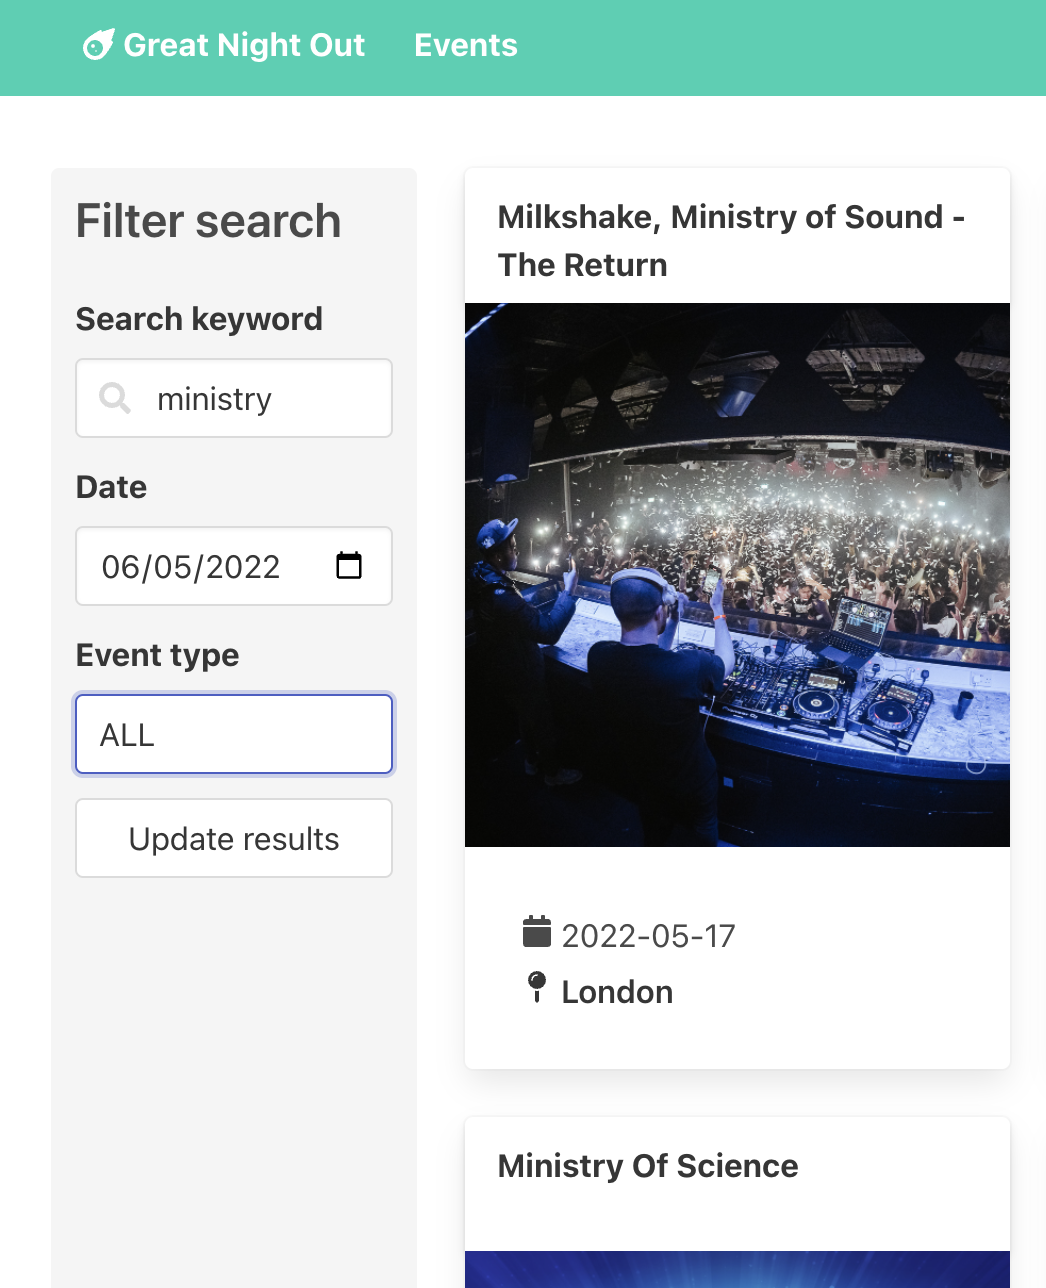 Great Night Out Events
Filter search
Search keyword
ministry
Date
06/05/2022
Event type
ALL
Update results
Milkshake, Ministry of Sound -
The Return
2022-05-17
London
Ministry Of Science